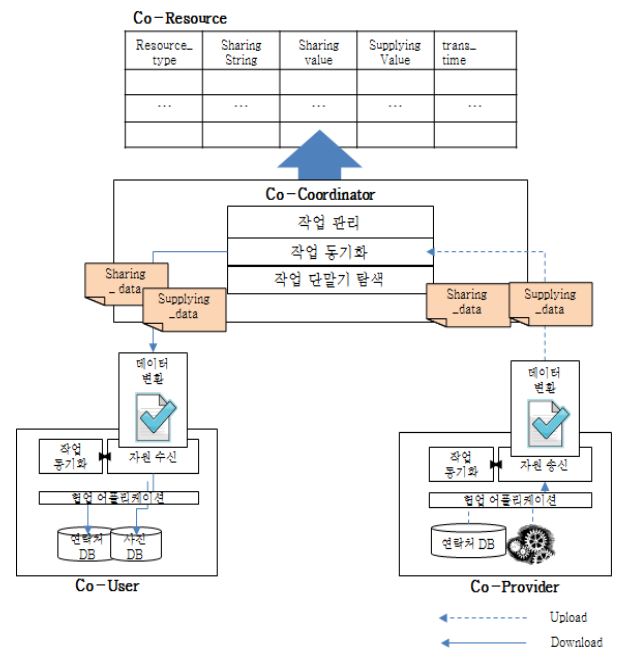 Co-Resource
Resource_
type
Sharing
String
Sharing
value
Supplying
Value
trans_
time
...
...
...
...
...
Co-Coordinator
작업 관리
작업 동기화
작업 단말기 탐색
Sharing
_ data
Supplying
_data
Sharing
_data
Supplying
_data
데이터
변환
데이터
변환
작업
동기화
자원 수신
작업
동기화
자원 송신
협업 어플리케이션
협업 어플리케이션
연락처
DB
사진
DB
연락처 DB
Co-User
Co-Provider
Upload
Download